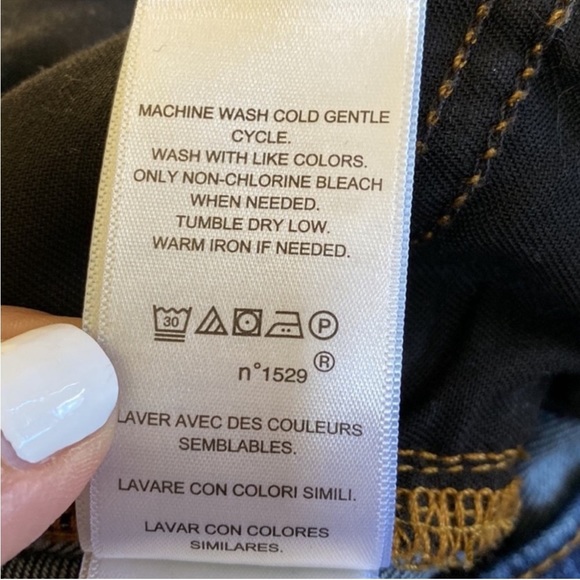 MACHINE WASH COLD GENTLE
CYCLE.
WASH WITH LIKE COLORS.
ONLY NON-CHLORINE BLEACH
WHEN NEEDED.
TUMBLE DRY LOW.
WARM IRON IF NEEDED.
30 P
n°1529 ®
LAVER AVEC DES COULEURS
SEMBLABLES.
LAVARE CON COLORI SIMILI.
LAVAR CON COLORES
SIMILARES.